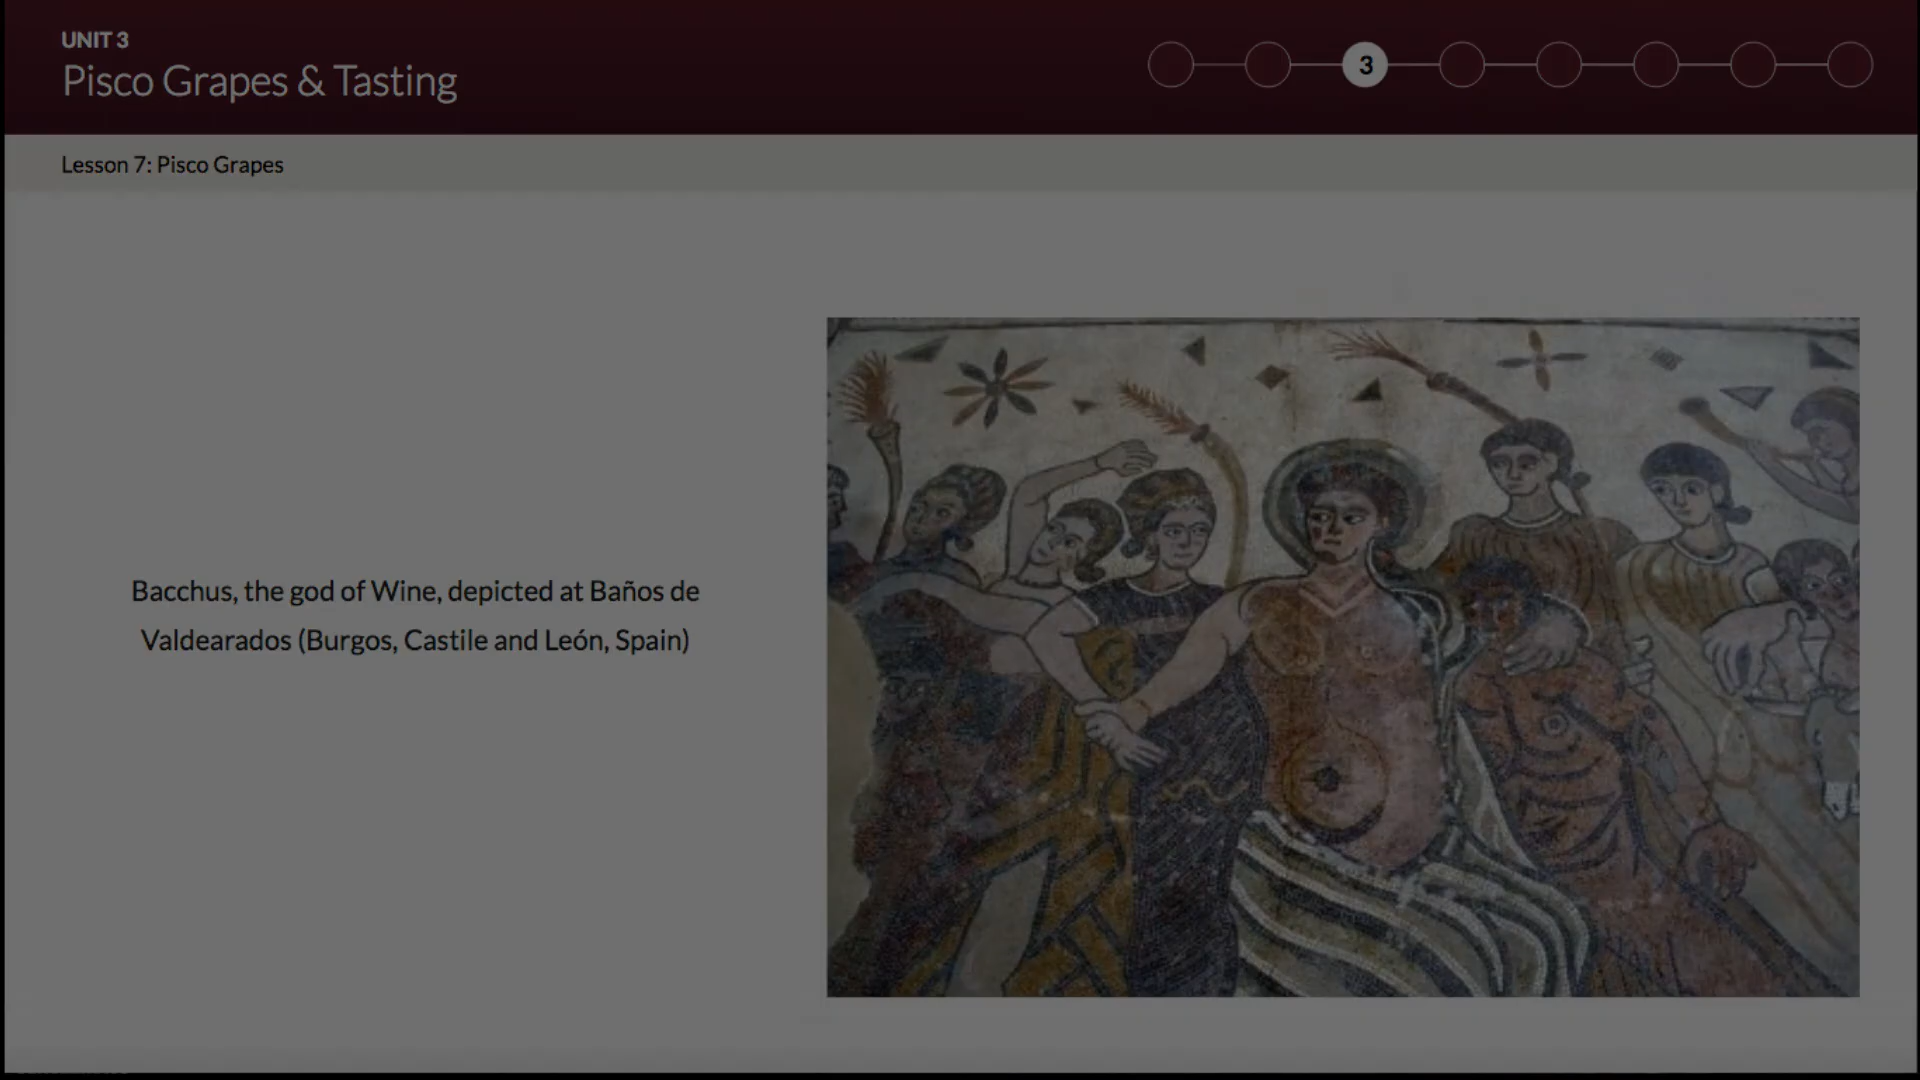 UNIT 3
Pisco Grapes & Tasting
3
Lesson 7: Pisco Grapes
Bacchus, the god of Wine, depicted at Baños de
Valdearados (Burgos, Castile and León, Spain)